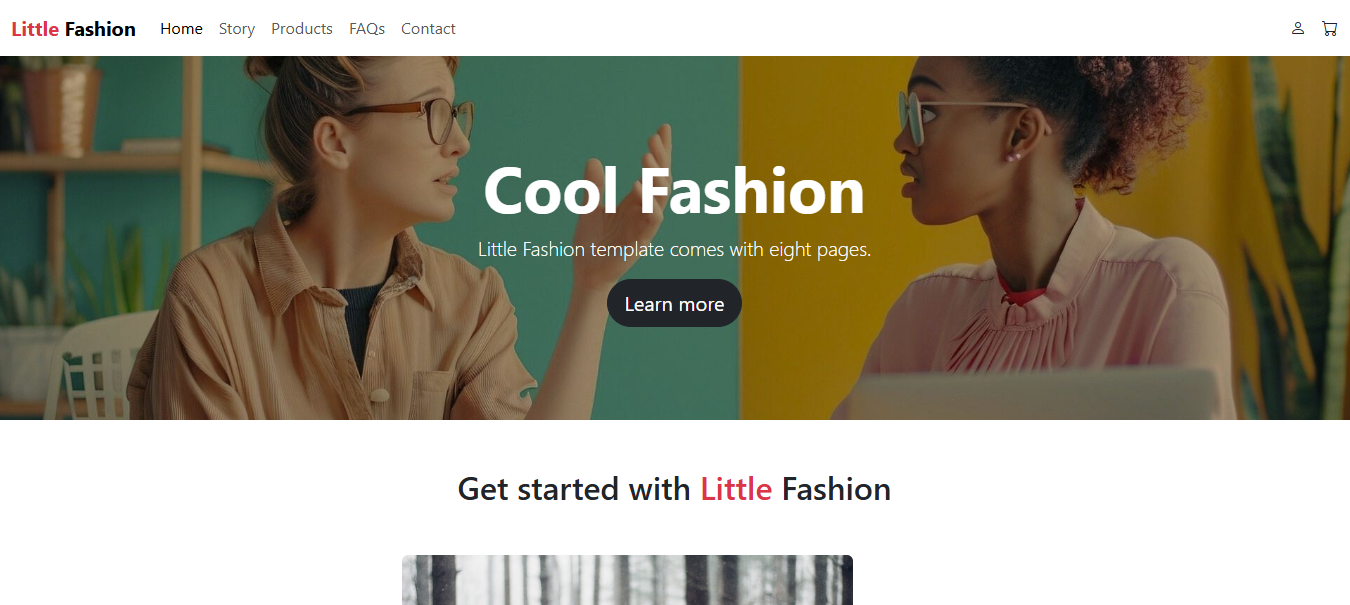 Little Fashion Home Story Products FAQs Contact
Cool Fashion
Little Fashion template comes with eight pages.
Learn more
Get started with Little Fashion